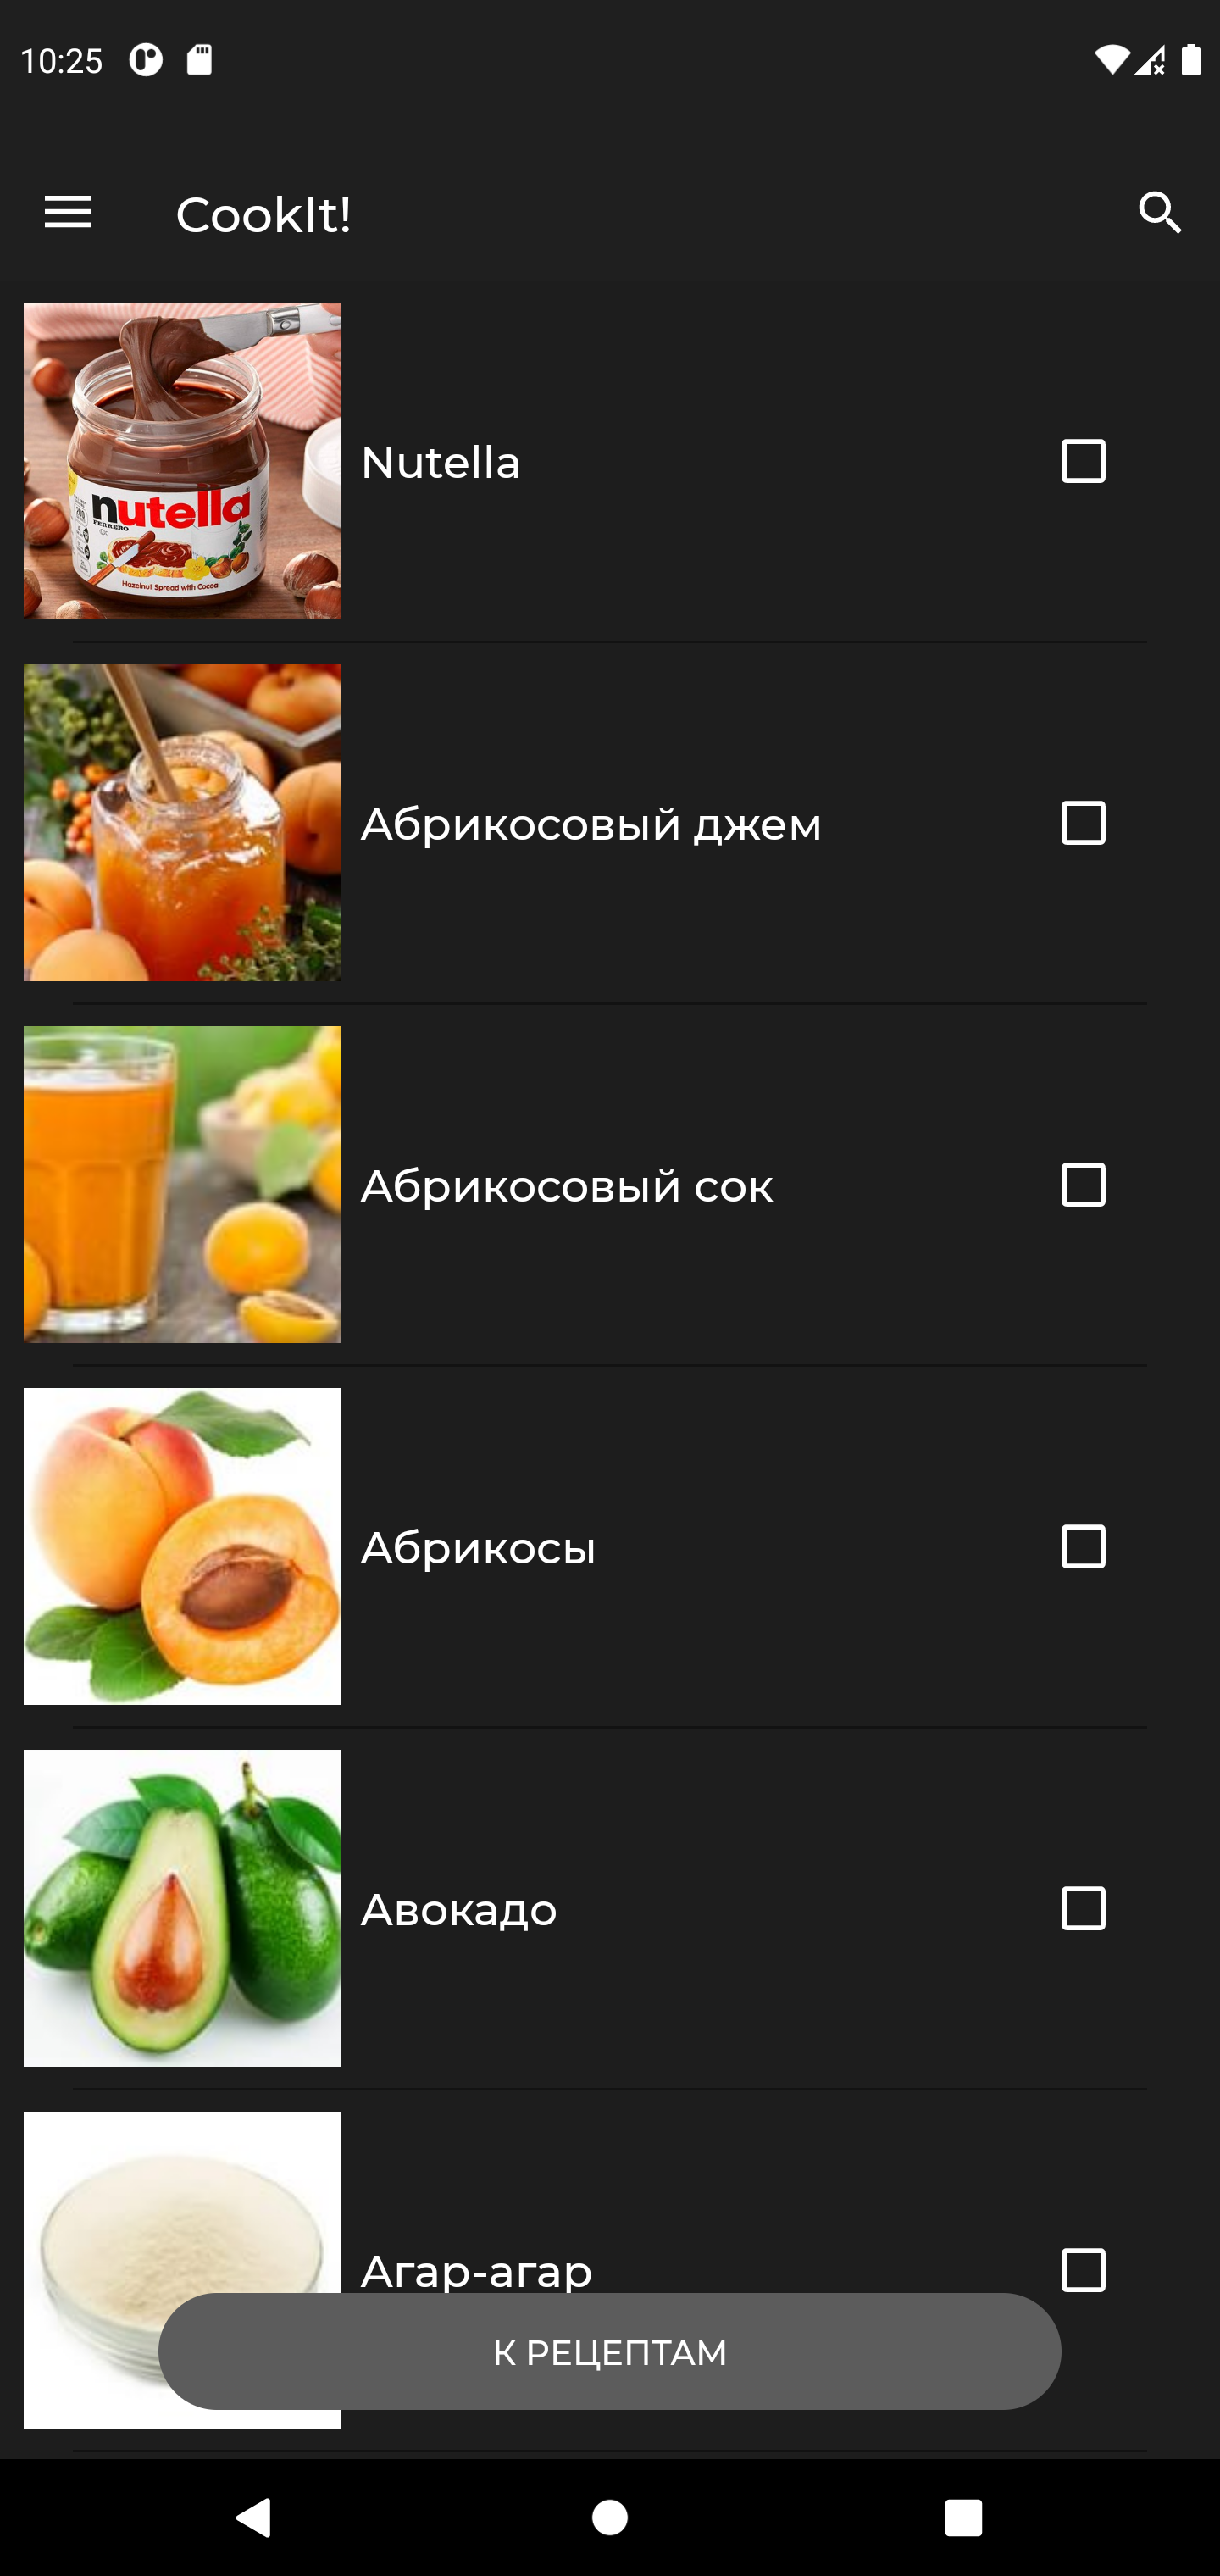 10:25
CookIt!
nutella
FERRERO
Hazelnut Spread with Cocoa
Nutella
Абрикосовый джем
Абрикосовый сок
Абрикосы
Авокадо
Агар-агар
К РЕЦЕПТАМ